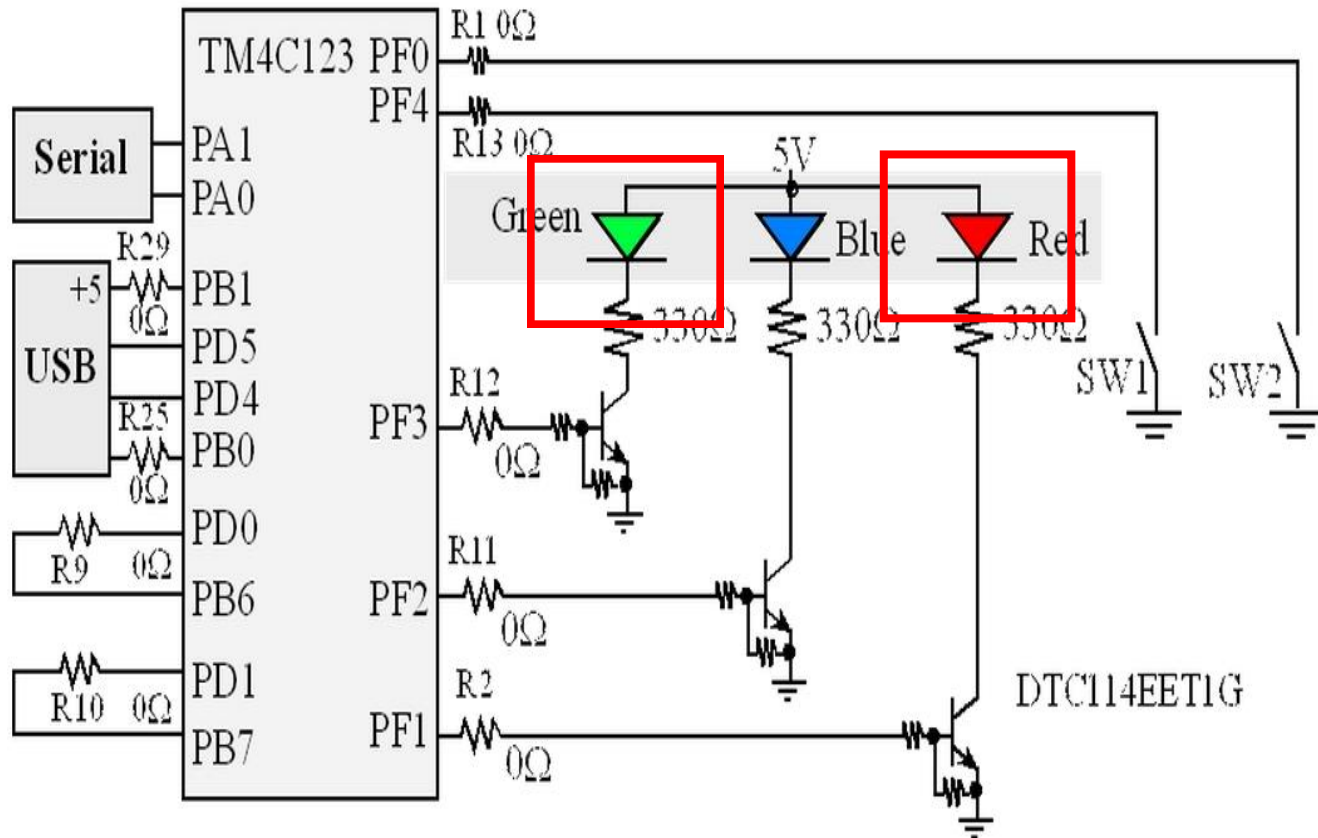 TM4C123
PF0
PF4
R1 0Ω
R13 0Ω
Serial
PA1
PA0
5V
Green
Blue
Red
R29
0Ω
+5
USB
PB1
PD5
PD4
PB0
R25
0Ω
330Ω
330Ω
330Ω
SW1
SW2
PF3
R12
0Ω
PD0
R9
0Ω
PB6
PF2
R11
0Ω
PD1
R10
0Ω
PB7
PF1
R2
0Ω
DTC114EET1G